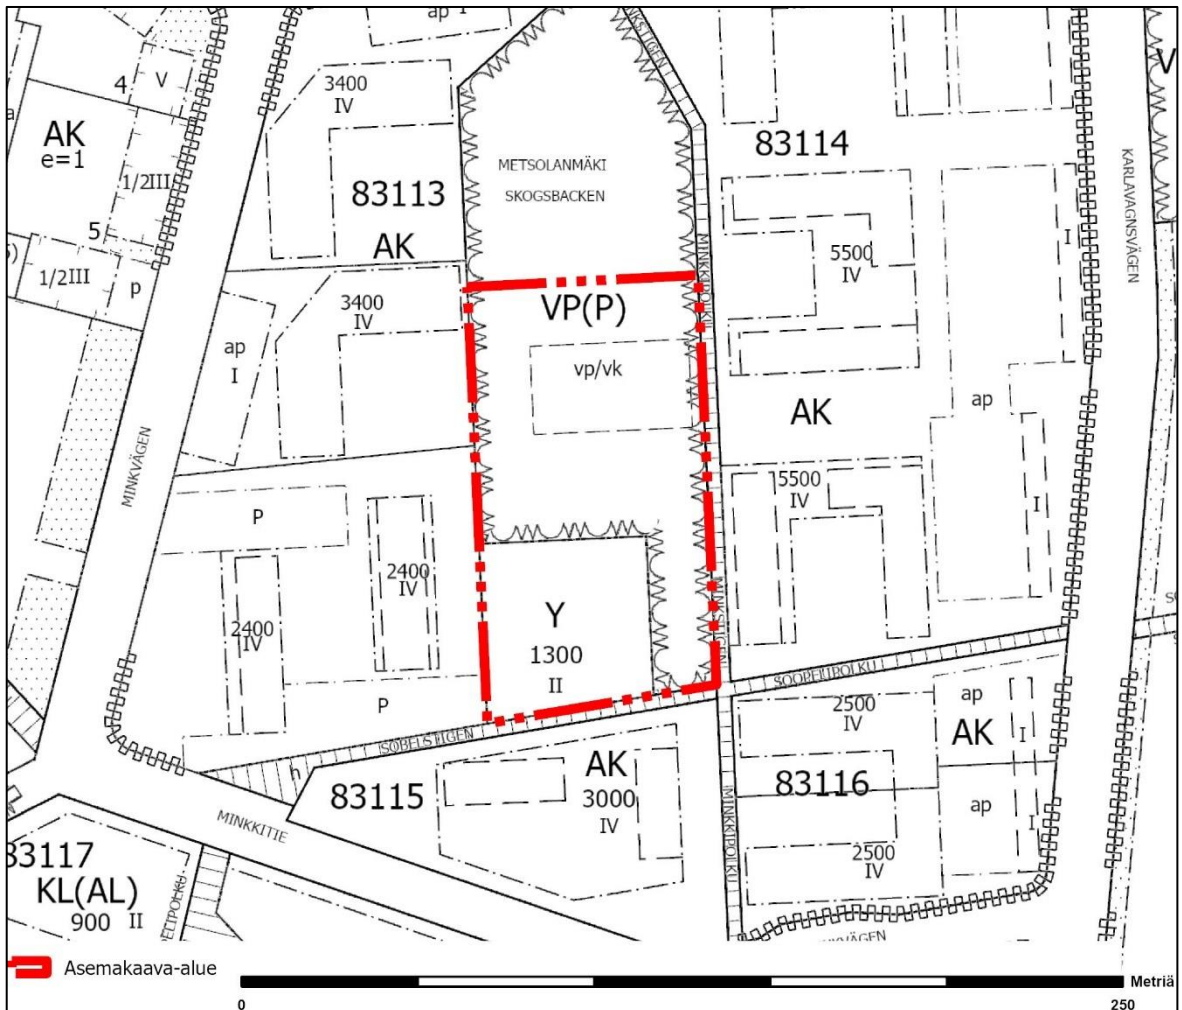 ap I
4
V
3400
IV
AK
e=1
83114
METSOLANMÄKI
SKOGSBACKEN
1/2III
83113
5
AK
KARLAVAGNSVÄGEN
I
MINKKIPOLKU
5500
IV
1/2III
p
3400
IV
VP(P)
ap
I
vp/vk
AK
ap
MINKVÄGEN
5500
IV
I
P
2400
IV
2400
IV
Y
1300
II
MINKSTIGEN
SOOPELIPOLKU
P
SOBELSTIGEN
h
AK
3000
IV
83115
2500
IV
ap
I
AK
83116
ap
I
MINKKIPOLKU
MINKKITIE
83117
KL(AL)
900 II
2500
IV
Asemakaava-alue
Metriä
0
250